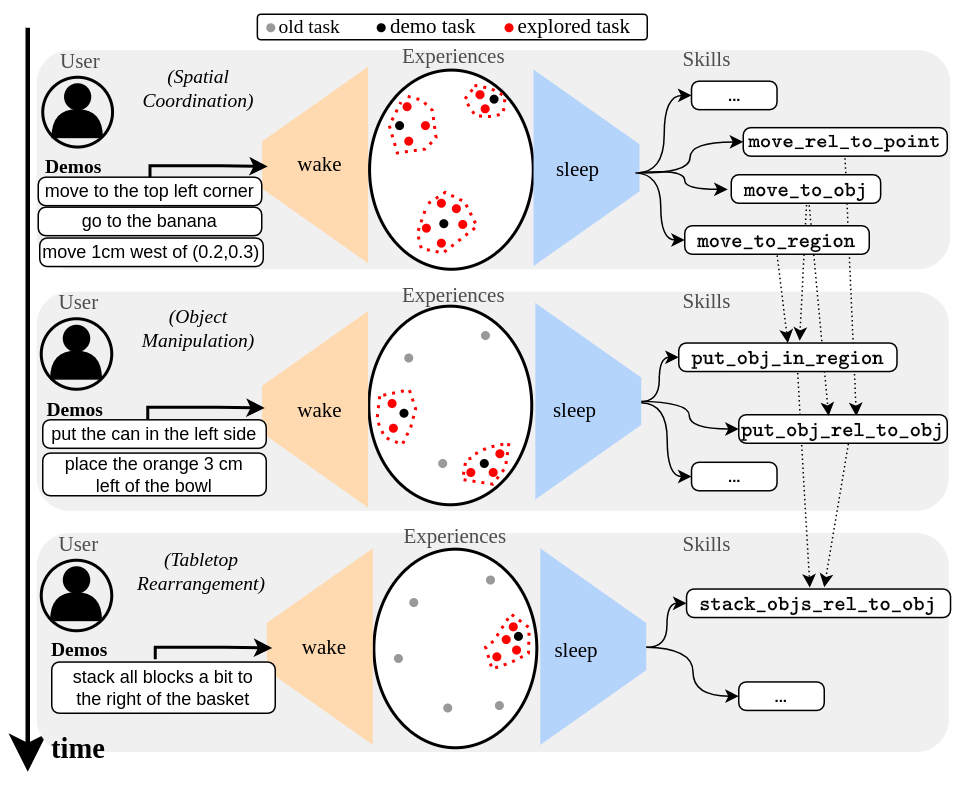 old task demo task explored task
User
(Spatial
Coordination)
Experiences
Skills
Demos
move to the top left corner
go to the banana
move 1cm west of (0.2,0.3)
wake
sleep
...
move_rel_to_point
move_to_obj
move_to_region
User
(Object
Manipulation)
Experiences
Skills
Demos
put the can in the left side
place the orange 3 cm
left of the bowl
wake
sleep
put_obj_in_region
put_obj_rel_to_obj
...
User
(Tabletop
Rearrangement)
Experiences
Skills
Demos
stack all blocks a bit to
the right of the basket
wake
sleep
stack_objs_rel_to_obj
...
time